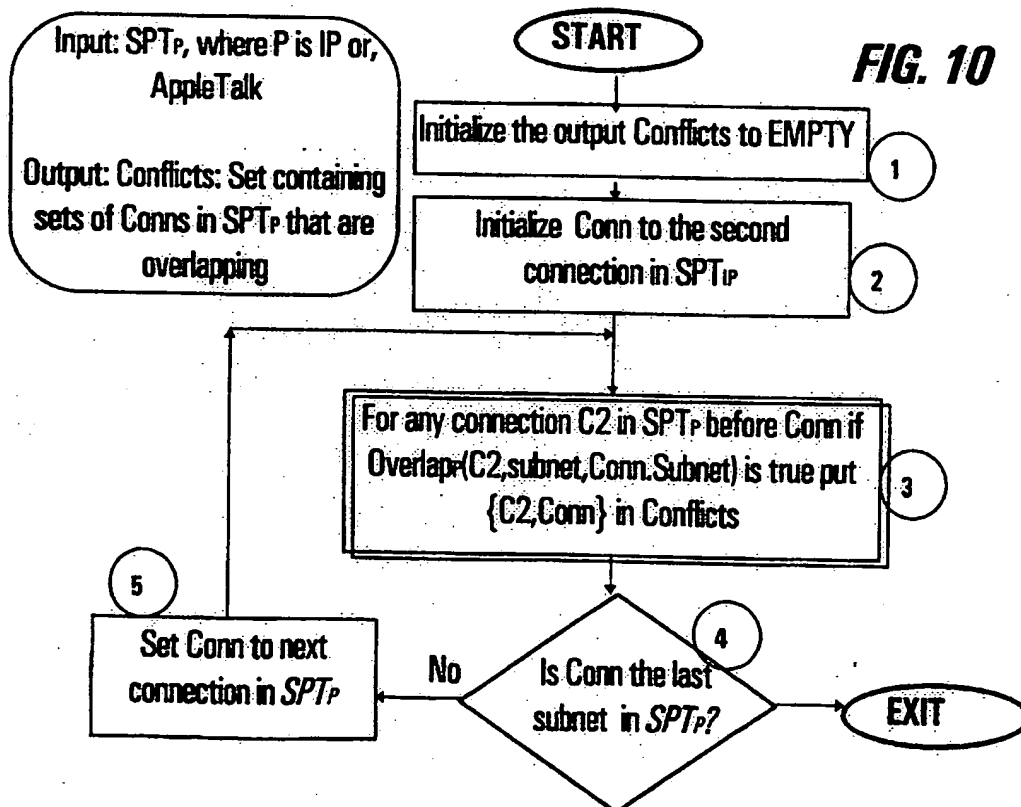 Input: SPTP, where P is IP or,
AppleTalk
Output: Conflicts: Set containing
sets of Conns in SPTP that are
overlapping
START
FIG. 10
Initialize the output Conflicts to EMPTY
1
Initialize Conn to the second
connection in SPTIP
2
For any connection C2 in SPTP before Conn if
OverlapP(C2,subnet,Conn.Subnet) is true put
{C2,Conn} in Conflicts
3
5
Set Conn to next
connection in SPTP
No
4
Is Conn the last
subnet in SPTP?
EXIT